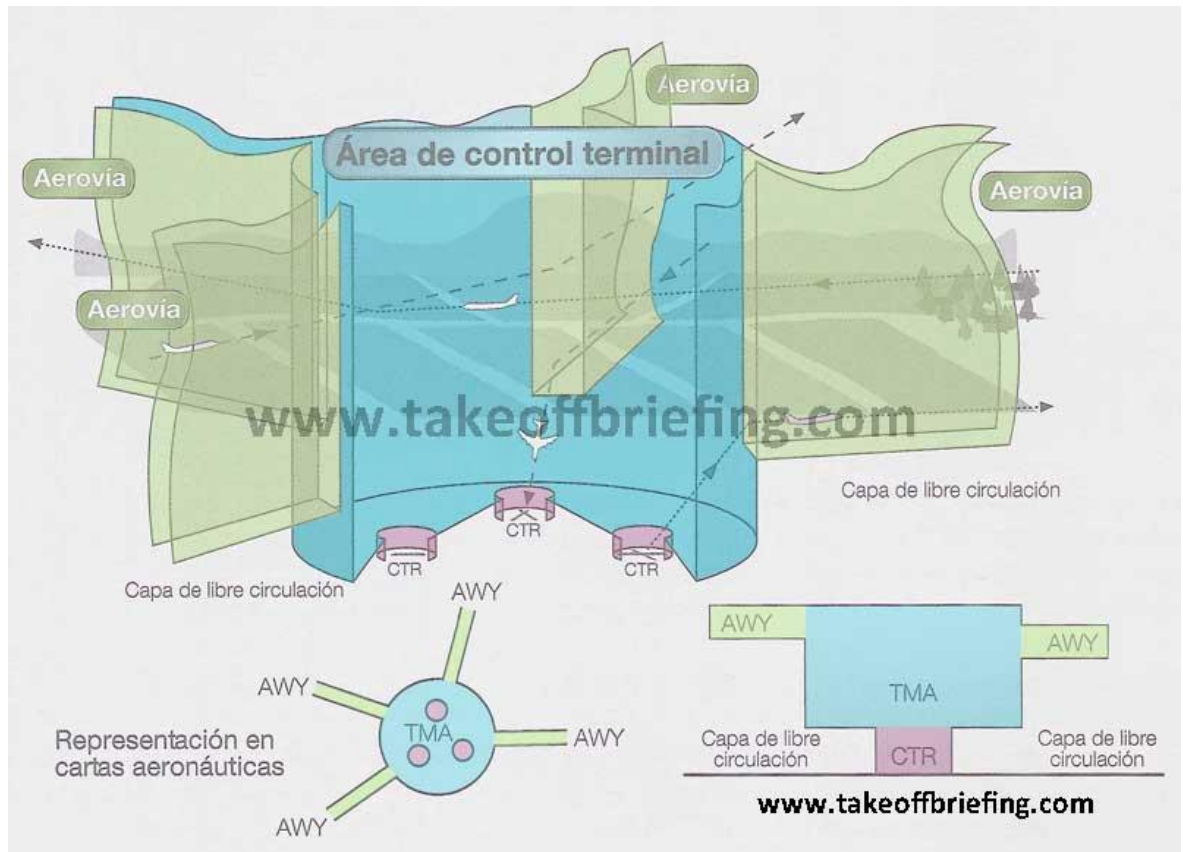 Aerovía
Área de control terminal
Aerovía
Aerovía
Aerovía
www.takeoffbriefing.com
Capa de libre circulación
CTR
CTR
CTR
Capa de libre circulación
AWY
AWY
TMA
AWY
AWY
Representación en
cartas aeronáuticas
AWY
AWY
TMA
Capa de libre
circulación
CTR
Capa de libre
circulación
www.takeoffbriefing.com